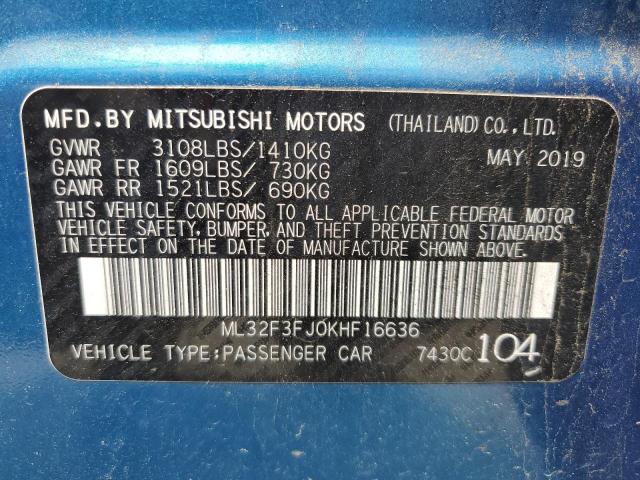 MFD.BY MITSUBISHI MOTORS (THAILAND)CO.,LTD.
GVWR 3108LBS/1410KG MAY 2019
GAWR FR 1609LBS/ 730KG
GAWR RR 1521LBS/ 690KG
THIS VEHICLE CONFORMS TO ALL APPLICABLE FEDERAL MOTOR
VEHICLE SAFETY, BUMPER, AND THEFT PREVENTION STANDARDS
IN EFFECT ON THE DATE OF MANUFACTURE SHOWN ABOVE.
ML32F3FJ0KHF16636
VEHICLE TYPE:PASSENGER CAR 7430C 104